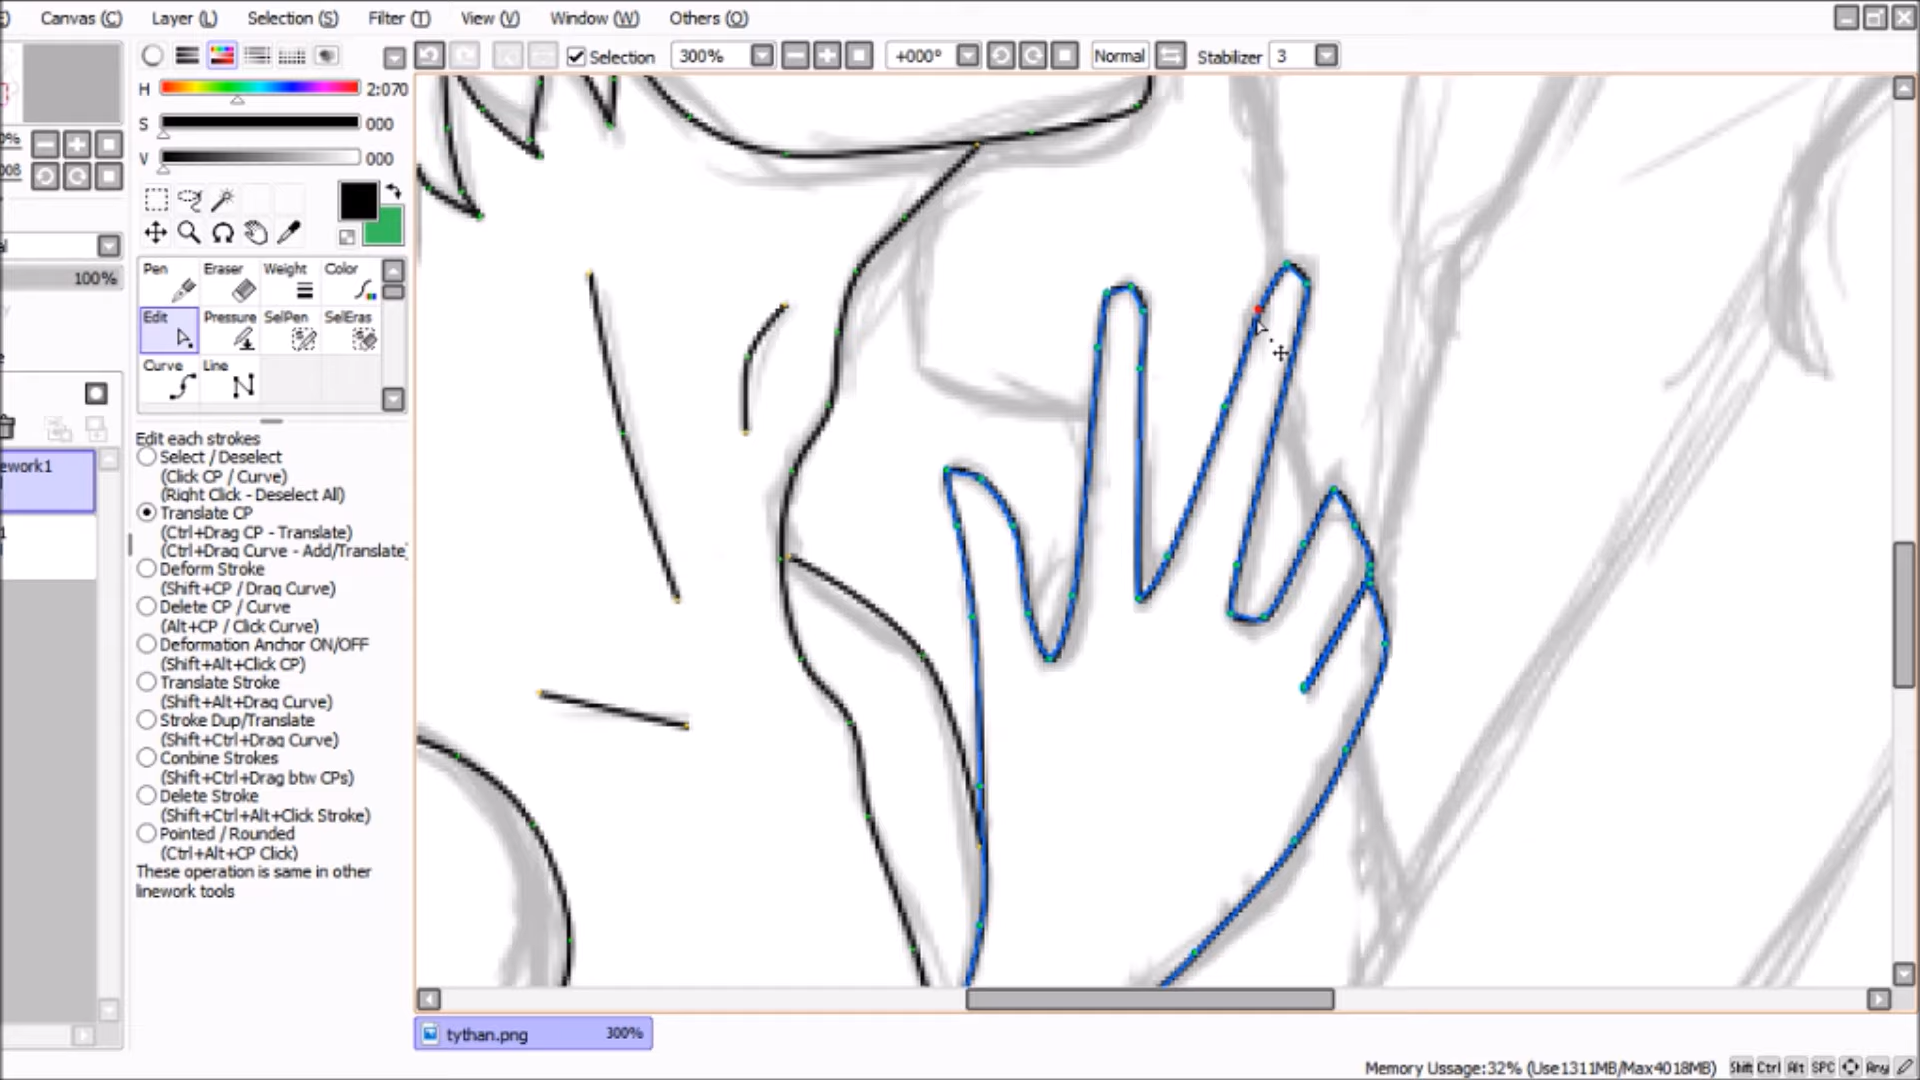 Canvas (C) Layer (L) Selection (S) Filter (T) View (V) Window (W) Others (O)
Selection 300% +000° Normal Stabilizer 3
H 2:070
S 000
V 000
100%
Pen Eraser Weight Color
Edit Pressure SelPen SelEras
Curve Line
ework1
Edit each strokes
Select / Deselect
(Click CP / Curve)
(Right Click - Deselect All)
Translate CP
(Ctrl+Drag CP - Translate)
(Ctrl+Drag Curve - Add/Translate
Deform Stroke
(Shift+CP / Drag Curve)
Delete CP / Curve
(Alt+CP / Click Curve)
Deformation Anchor ON/OFF
(Shift+Alt+Click CP)
Translate Stroke
(Shift+Alt+Drag Curve)
Stroke Dup/Translate
(Shift+Ctrl+Drag Curve)
Conbine Strokes
(Shift+Ctrl+Drag btw CPs)
Delete Stroke
(Shift+Ctrl+Alt+Click Stroke)
Pointed / Rounded
(Ctrl+Alt+CP Click)
These operation is same in other
linework tools
tythan.png 300%
Memory Ussage:32% (Use1311MB/Max4018MB) Shift Ctrl Alt SPC Any